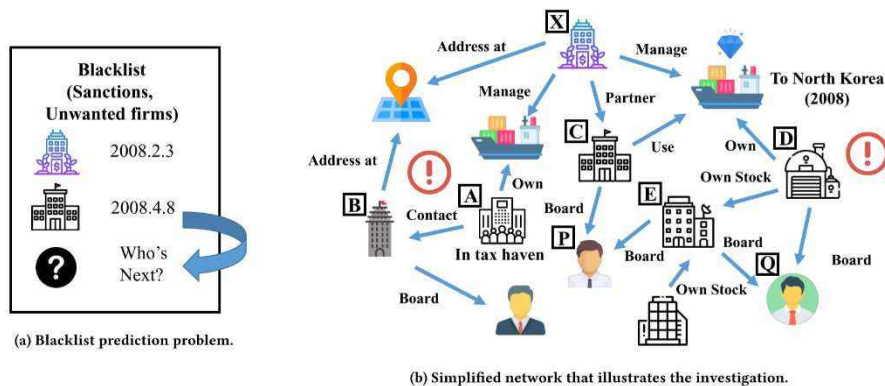 Blacklist
(Sanctions,
Unwanted firms)
2008.2.3
2008.4.8
?
Who's
Next?
(a) Blacklist prediction problem.
X
Address at
Manage
To North Korea
(2008)
Manage
Partner
C
D
Address at
!
Use
Own
!
Own
Own Stock
B
A
E
Contact
Board
In tax haven
P
Board
Board
Q
Board
Board
Own Stock
(b) Simplified network that illustrates the investigation.